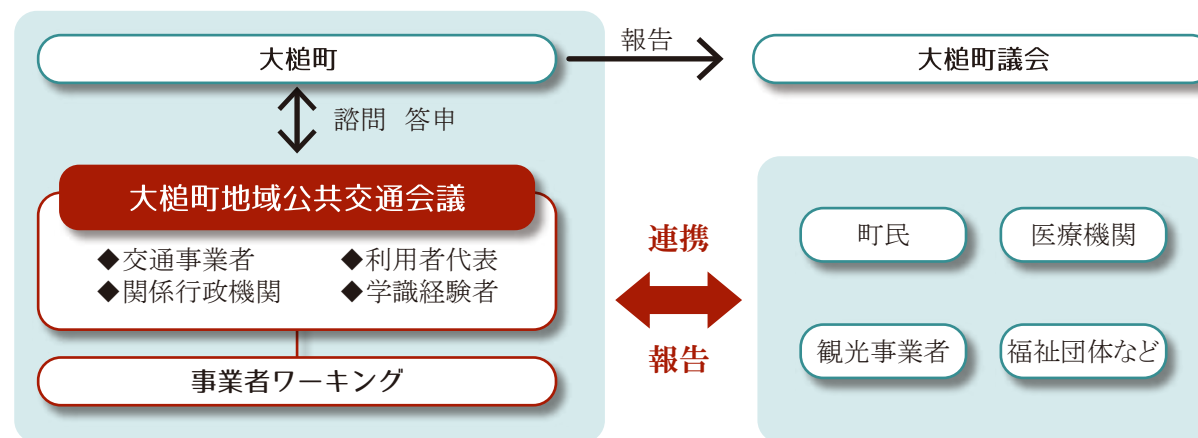 大槌町
報告
大槌町議会
諮問 答申
大槌町地域公共交通会議
◆交通事業者
◆利用者代表
◆関係行政機関
◆学識経験者
事業者ワーキング
連携
報告
町民
医療機関
観光事業者
福祉団体など